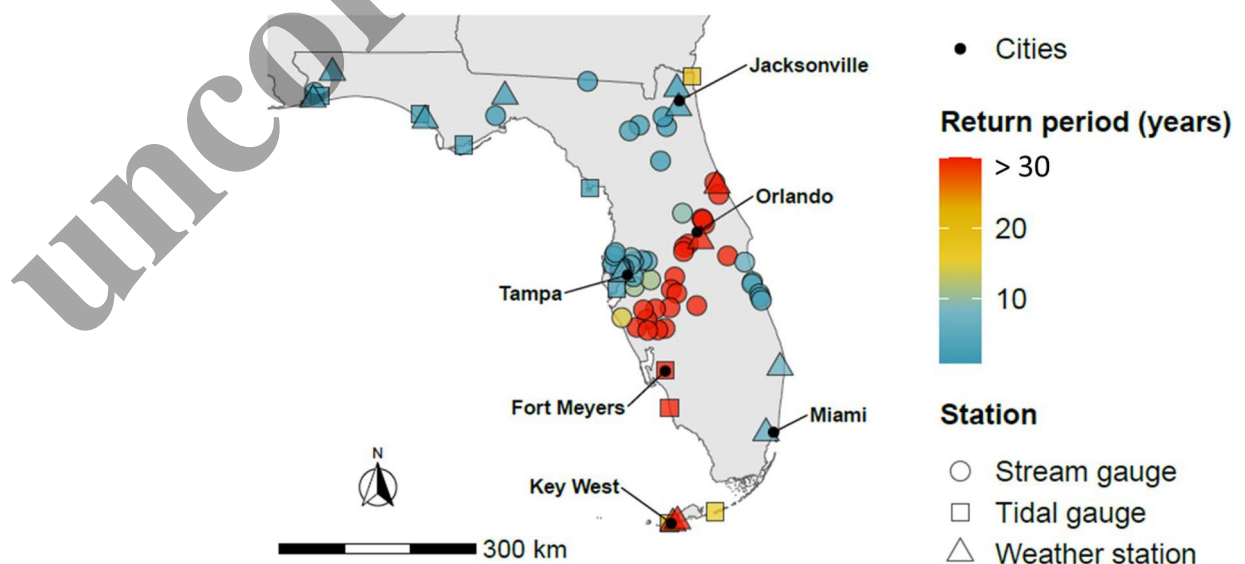 uncor
Jacksonville
Orlando
Tampa
Fort Meyers
Miami
Key West
N
300 km
Cities
Return period (years)
> 30
20
10
Station
Stream gauge
Tidal gauge
Weather station